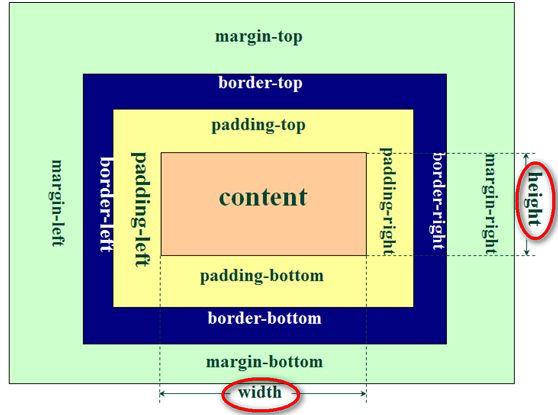 margin-top
border-top
padding-top
margin-left
border-left
padding-left
content
padding-right
border-right
margin-right
height
padding-bottom
border-bottom
margin-bottom
width